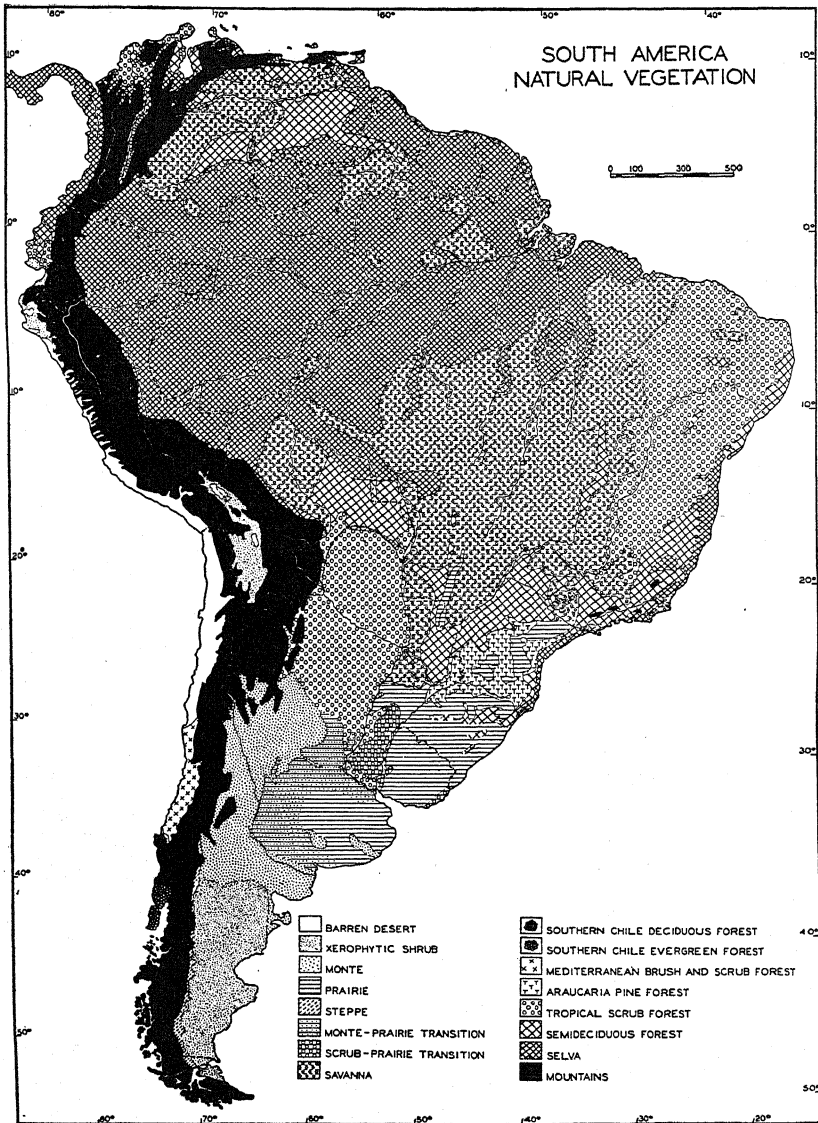 80° 70° 60° 50° 40°
10° 10°
SOUTH AMERICA
NATURAL VEGETATION
0 100 300 500
0° 0°
10° 10°
20° 20°
30° 30°
40° 40°
50° 50°
BARREN DESERT
XEROPHYTIC SHRUB
MONTE
PRAIRIE
STEPPE
MONTE-PRAIRIE TRANSITION
SCRUB-PRAIRIE TRANSITION
SAVANNA
SOUTHERN CHILE DECIDUOUS FOREST
SOUTHERN CHILE EVERGREEN FOREST
MEDITERRANEAN BRUSH AND SCRUB FOREST
ARAUCARIA PINE FOREST
TROPICAL SCRUB FOREST
SEMIDECIDUOUS FOREST
SELVA
MOUNTAINS
80° 70° 60° 50° 40°